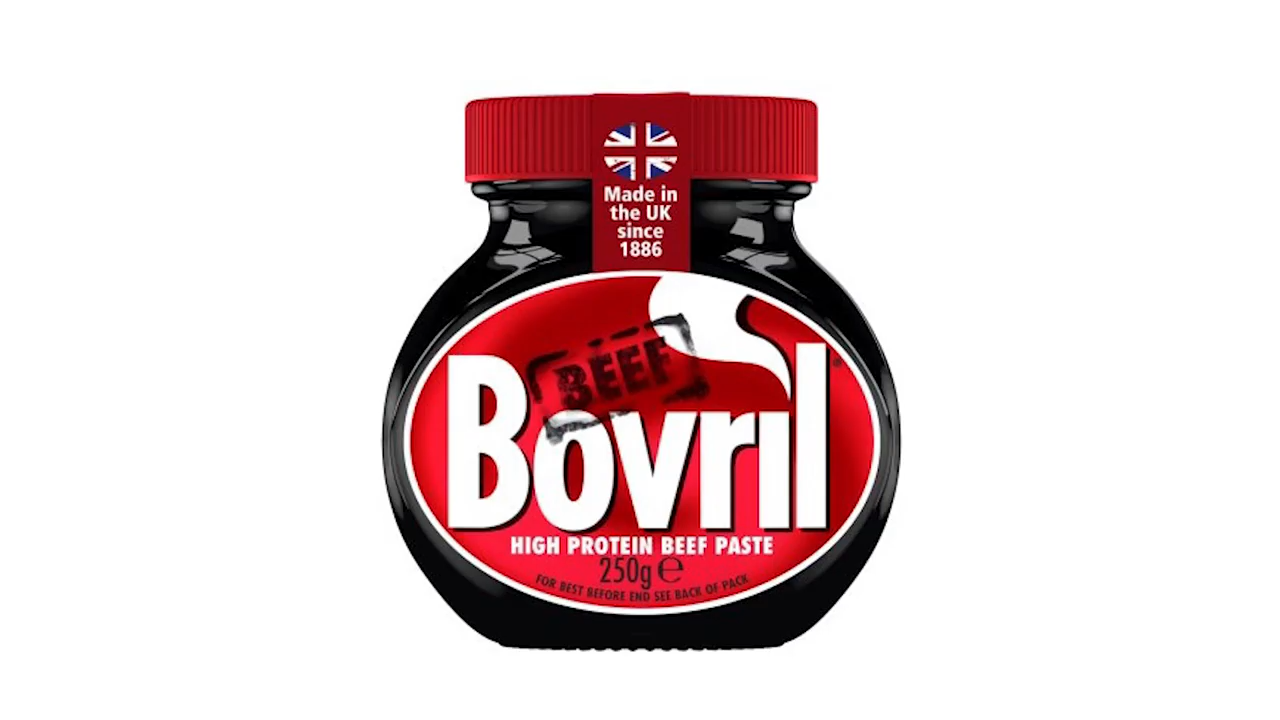 Made in
the UK
since
1886
BEEF
Bovril
HIGH PROTEIN BEEF PASTE
250g ℮
FOR BEST BEFORE END SEE BACK OF PACK